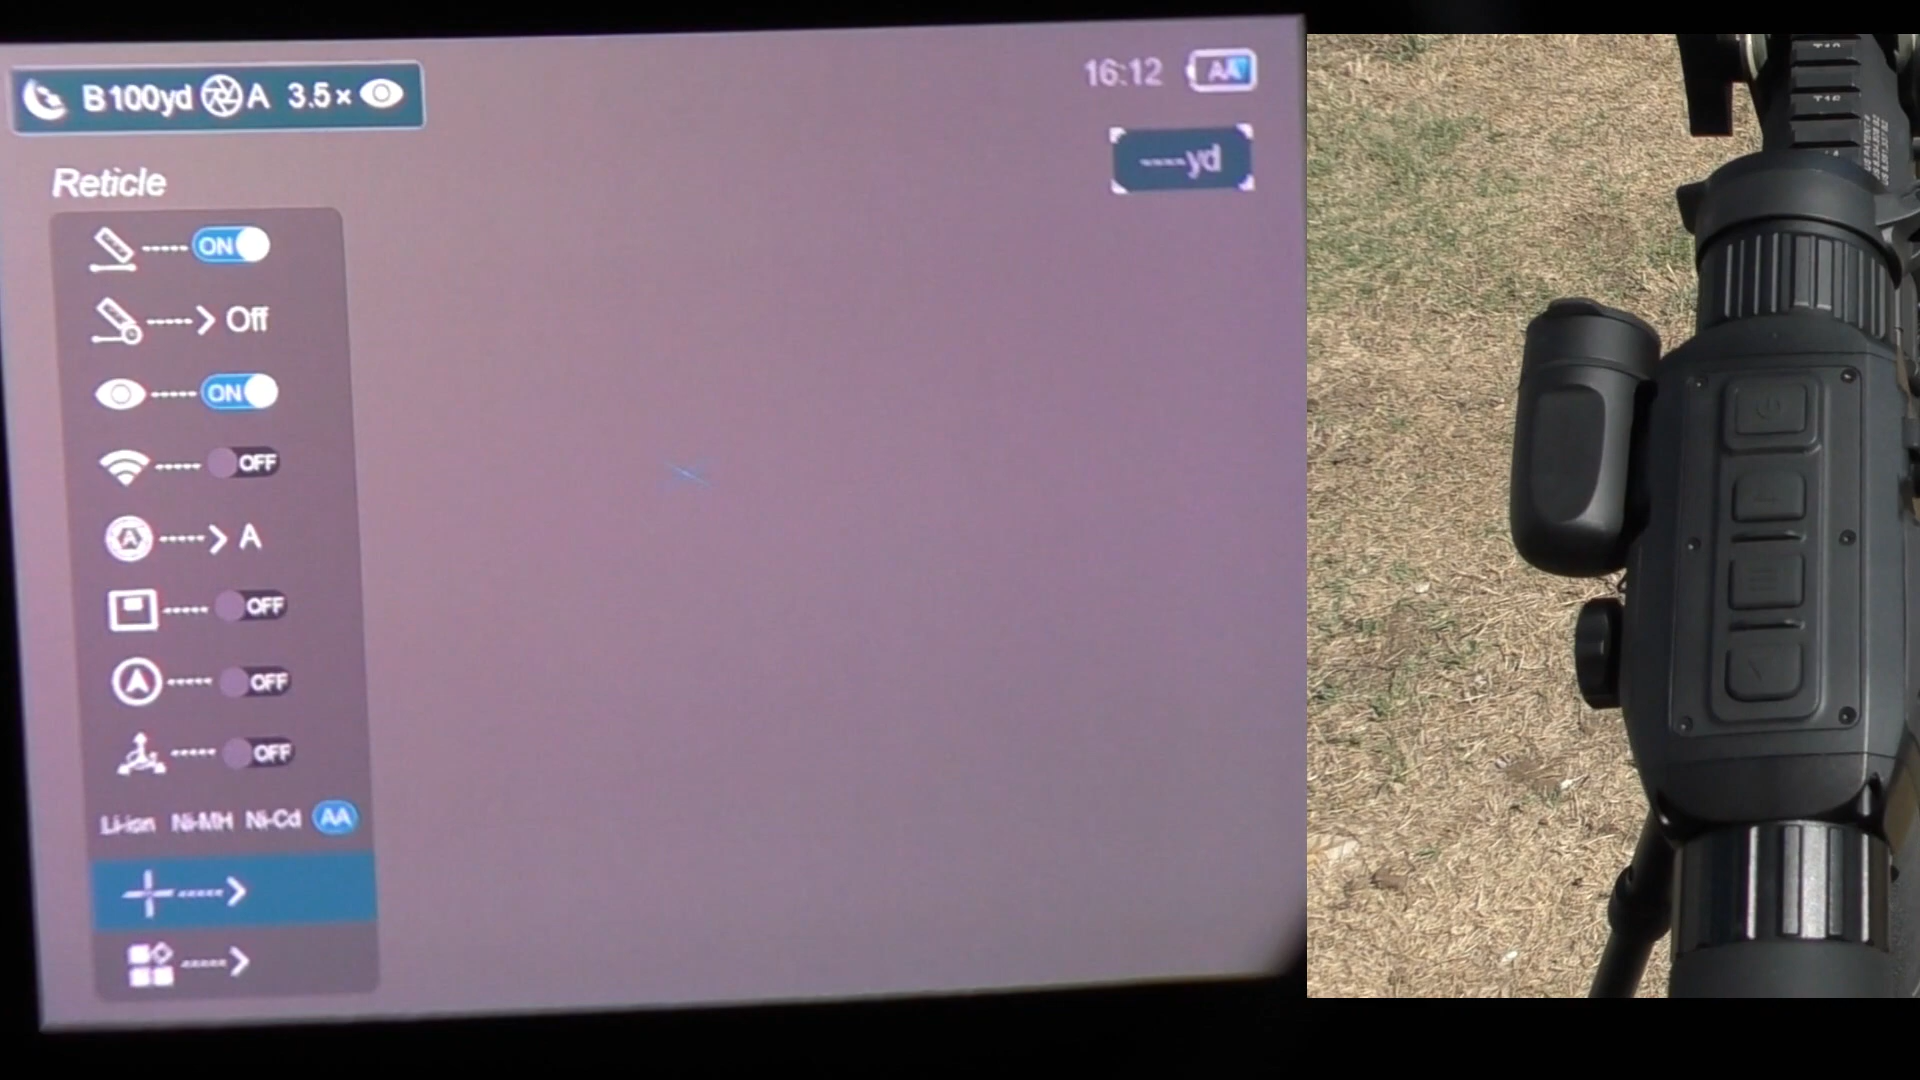 B100yd A 3.5×
16:12 AA
----yd
Reticle
ON
Off
ON
OFF
A
OFF
A OFF
OFF
Li-ion Ni-MH Ni-Cd AA